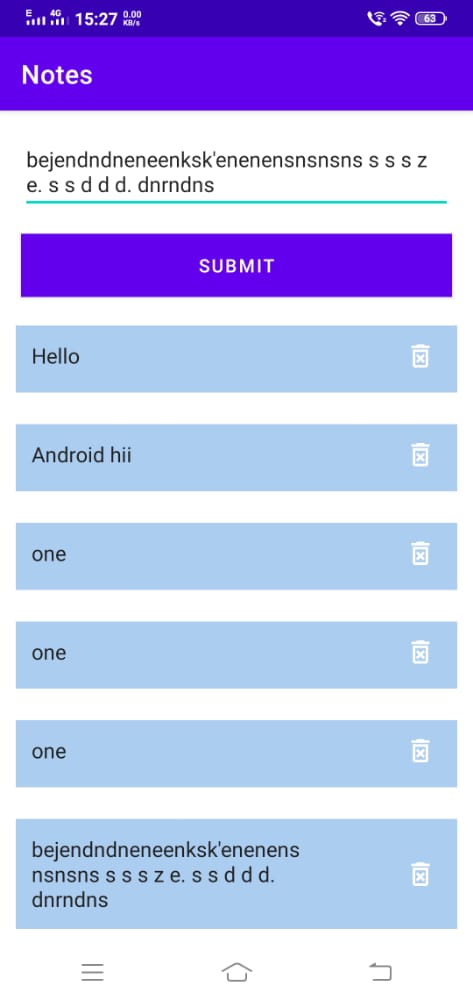 E 4G 15:27 0.00 KB/s 63
Notes
bejendndneneenksk'enenensnsnsns s s s z
e. s s d d d. dnrndns
SUBMIT
Hello
Android hii
one
one
one
bejendndneneenksk'enenens
nsnsns s s s z e. s s d d d.
dnrndns